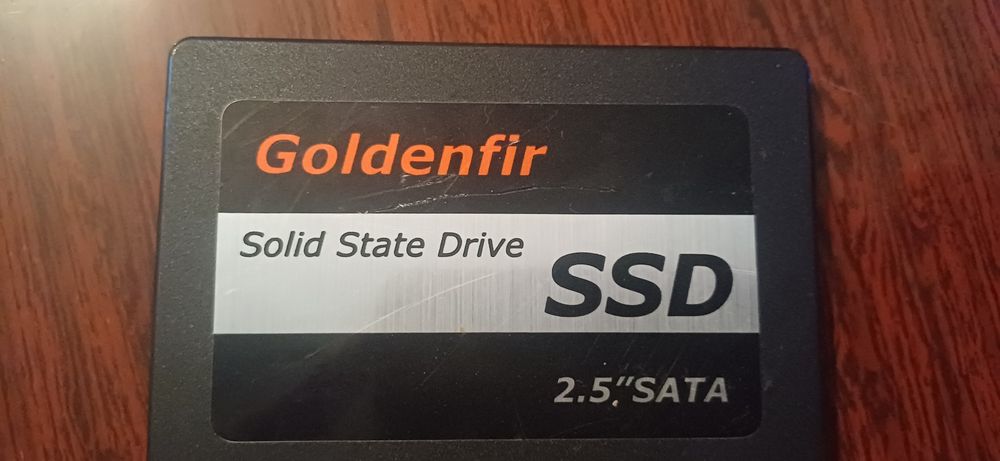 Goldenfir
Solid State Drive
SSD
2.5."SATA